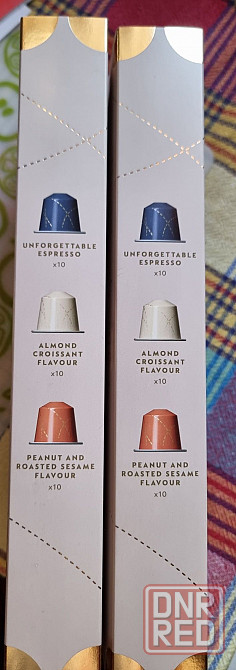 UNFORGETTABLE
ESPRESSO
x10
ALMOND
CROISSANT
FLAVOUR
x10
PEANUT AND
ROASTED SESAME
FLAVOUR
x10
UNFORGETTABLE
ESPRESSO
x10
ALMOND
CROISSANT
FLAVOUR
x10
PEANUT AND
ROASTED SESAME
FLAVOUR
x10
DNR
RED